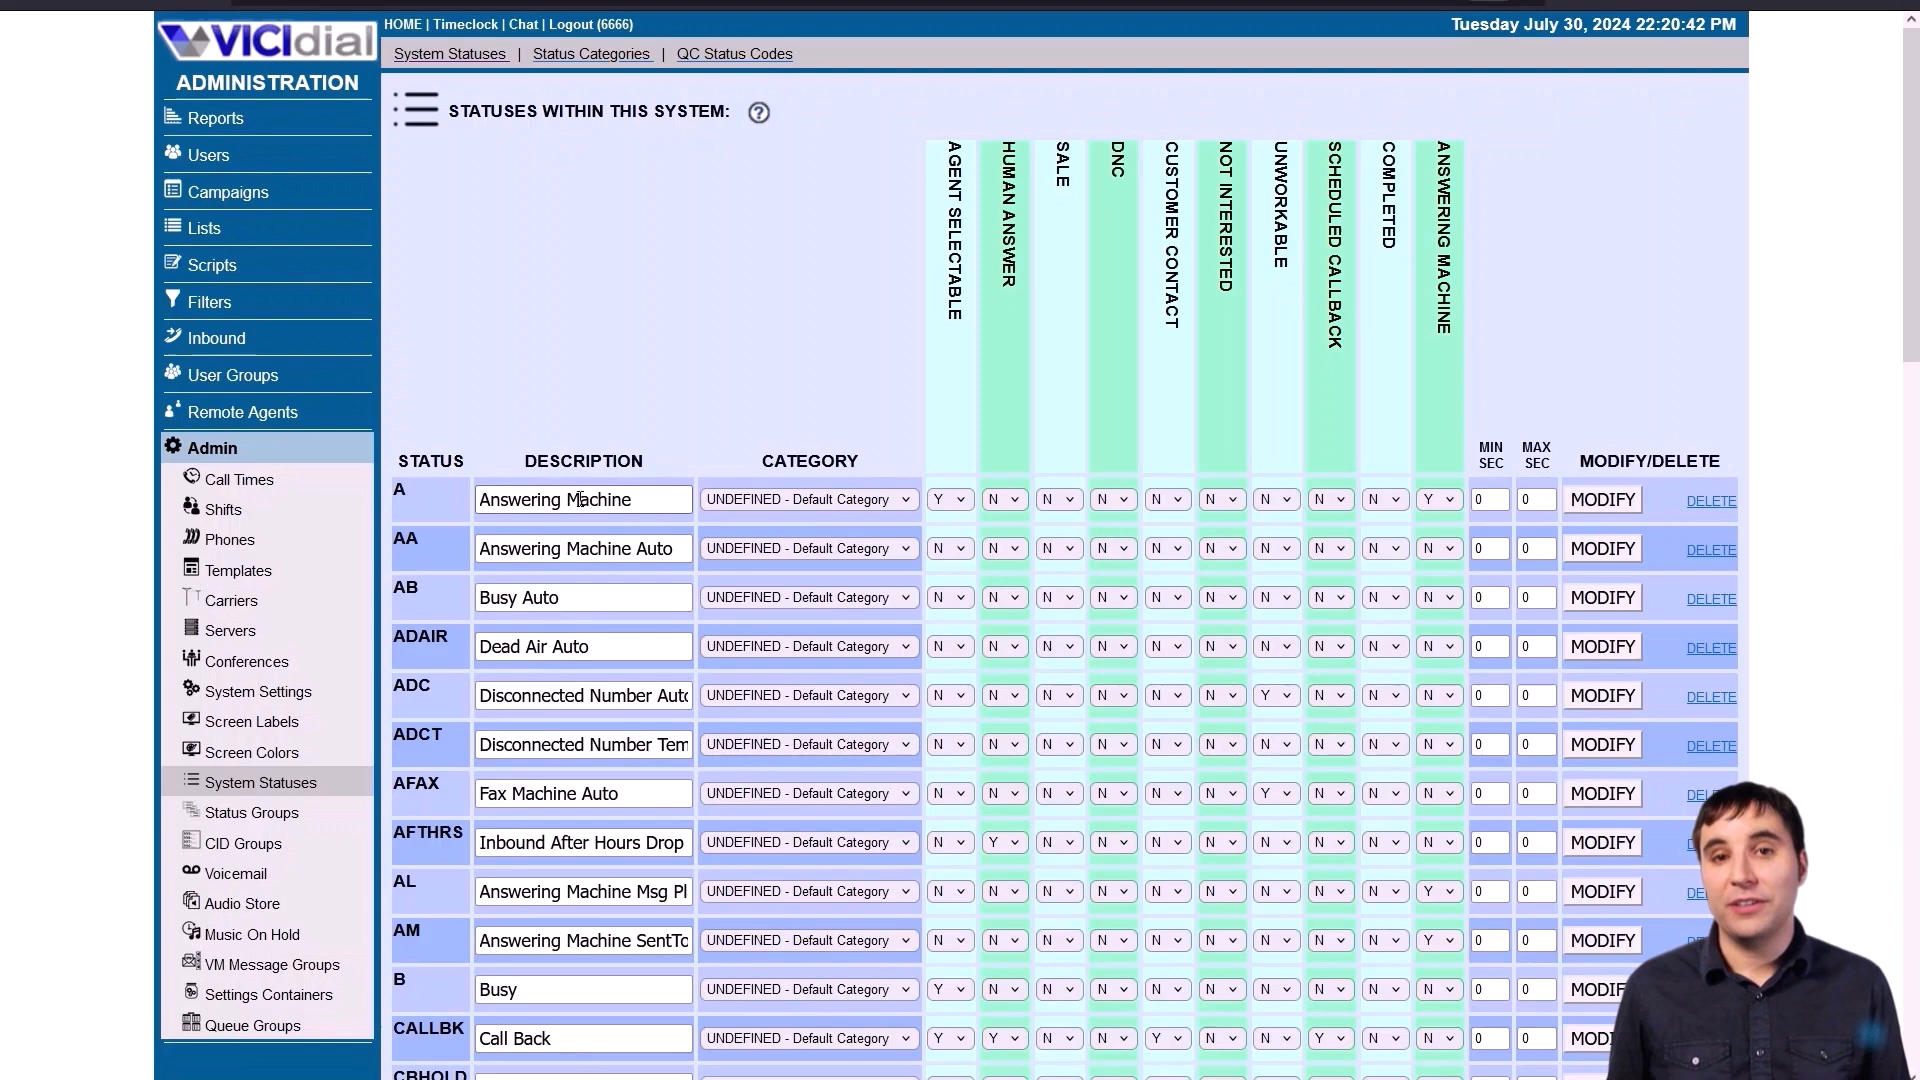 VICIdial
HOME | Timeclock | Chat | Logout (6666)
Tuesday July 30, 2024 22:20:42 PM
System Statuses | Status Categories | QC Status Codes
ADMINISTRATION
Reports
Users
Campaigns
Lists
Scripts
Filters
Inbound
User Groups
Remote Agents
Admin
Call Times
Shifts
Phones
Templates
Carriers
Servers
Conferences
System Settings
Screen Labels
Screen Colors
System Statuses
Status Groups
CID Groups
Voicemail
Audio Store
Music On Hold
VM Message Groups
Settings Containers
Queue Groups
STATUSES WITHIN THIS SYSTEM: ?
AGENT SELECTABLE
HUMAN ANSWER
SALE
DNC
CUSTOMER CONTACT
NOT INTERESTED
UNWORKABLE
SCHEDULED CALLBACK
COMPLETED
ANSWERING MACHINE
STATUS DESCRIPTION CATEGORY MIN SEC MAX SEC MODIFY/DELETE
A Answering Machine UNDEFINED - Default Category Y N N N N N N N N Y 0 0 MODIFY DELETE
AA Answering Machine Auto UNDEFINED - Default Category N N N N N N N N N N 0 0 MODIFY DELETE
AB Busy Auto UNDEFINED - Default Category N N N N N N N N N N 0 0 MODIFY DELETE
ADAIR Dead Air Auto UNDEFINED - Default Category N N N N N N N N N N 0 0 MODIFY DELETE
ADC Disconnected Number Auto UNDEFINED - Default Category N N N N N N Y N N N 0 0 MODIFY DELETE
ADCT Disconnected Number Tem UNDEFINED - Default Category N N N N N N N N N N 0 0 MODIFY DELETE
AFAX Fax Machine Auto UNDEFINED - Default Category N N N N N N Y N N N 0 0 MODIFY DEL
AFTHRS Inbound After Hours Drop UNDEFINED - Default Category N Y N N N N N N N N 0 0 MODIFY
AL Answering Machine Msg Pl UNDEFINED - Default Category N N N N N N N N N Y 0 0 MODIFY DEL
AM Answering Machine SentTo UNDEFINED - Default Category N N N N N N N N N Y 0 0 MODIFY
B Busy UNDEFINED - Default Category Y N N N N N N N N N 0 0 MODIF
CALLBK Call Back UNDEFINED - Default Category Y Y N N Y N N Y N N 0 0 MODI
CBHOLD